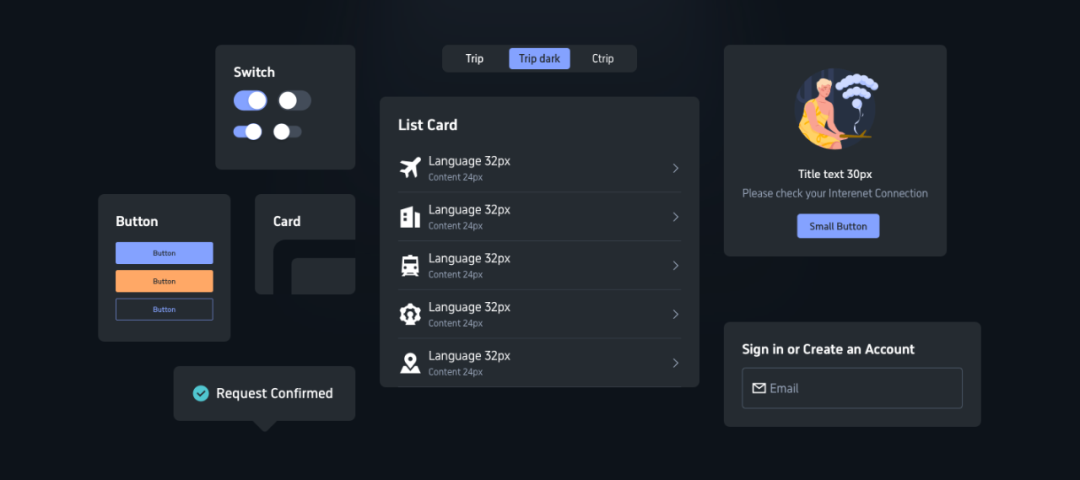 Switch
Trip
Trip dark
Ctrip
List Card
Language 32px
Content 24px
Language 32px
Content 24px
Language 32px
Content 24px
Language 32px
Content 24px
Language 32px
Content 24px
Title text 30px
Please check your Interenet Connection
Small Button
Button
Button
Button
Button
Card
Request Confirmed
Sign in or Create an Account
Email